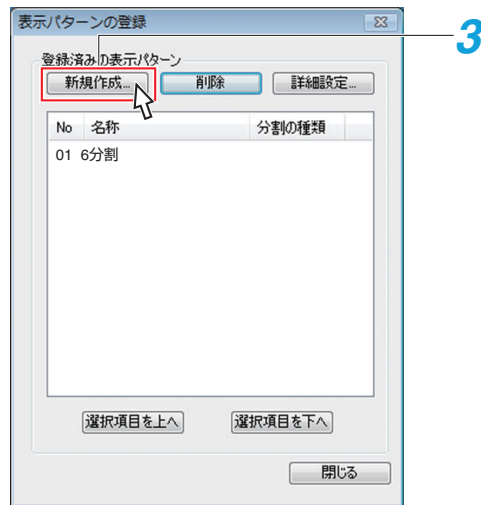 表示パターンの登録
3
登録済みの表示パターン
新規作成... 削除 詳細設定...
No 名称 分割の種類
01 6分割
選択項目を上へ 選択項目を下へ
閉じる